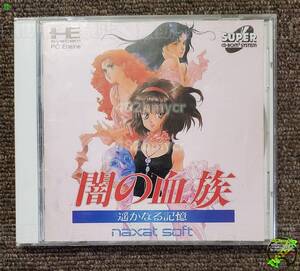 PC Engine
SUPER
CD-ROM² SYSTEM
闇の血族
遥かなる記憶
naxat soft